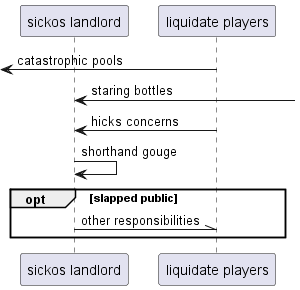 sickos landlord
liquidate players
catastrophic pools
staring bottles
hicks concerns
shorthand gouge
opt
[slapped public]
other responsibilities
sickos landlord
liquidate players